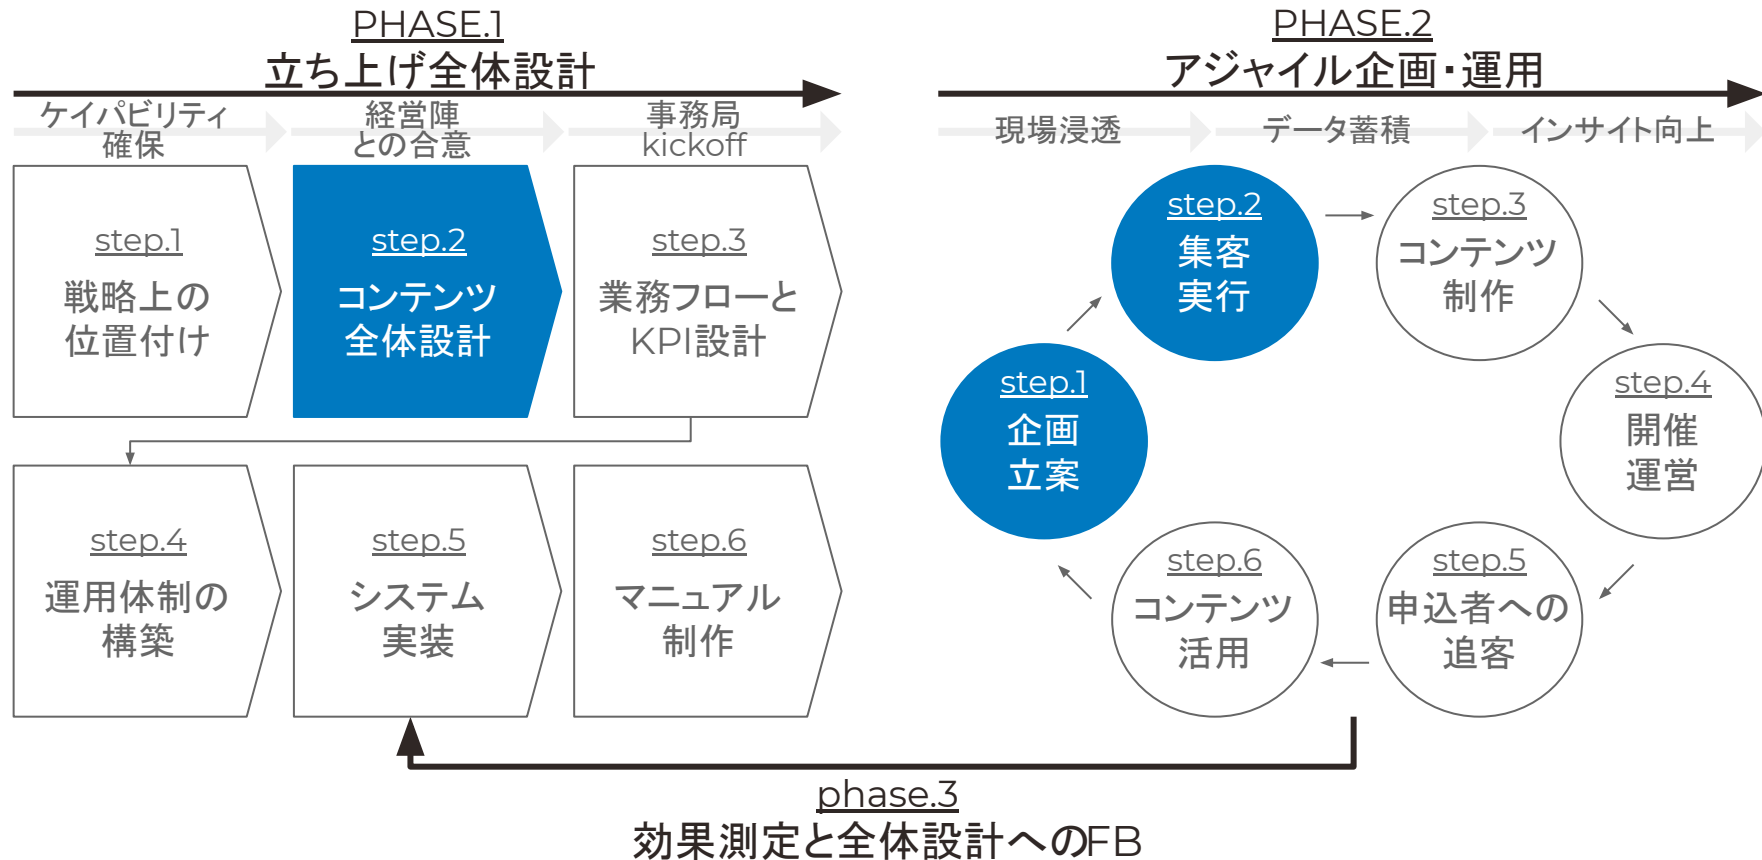 PHASE.1
立ち上げ全体設計
ケイパビリティ
確保
経営陣
との合意
事務局
kickoff
step.1
戦略上の
位置付け
step.2
コンテンツ
全体設計
step.3
業務フローと
KPI設計
step.4
運用体制の
構築
step.5
システム
実装
step.6
マニュアル
制作
PHASE.2
アジャイル企画・運用
現場浸透
データ蓄積
インサイト向上
step.1
企画
立案
step.2
集客
実行
step.3
コンテンツ
制作
step.4
開催
運営
step.5
申込者への
追客
step.6
コンテンツ
活用
phase.3
効果測定と全体設計へのFB